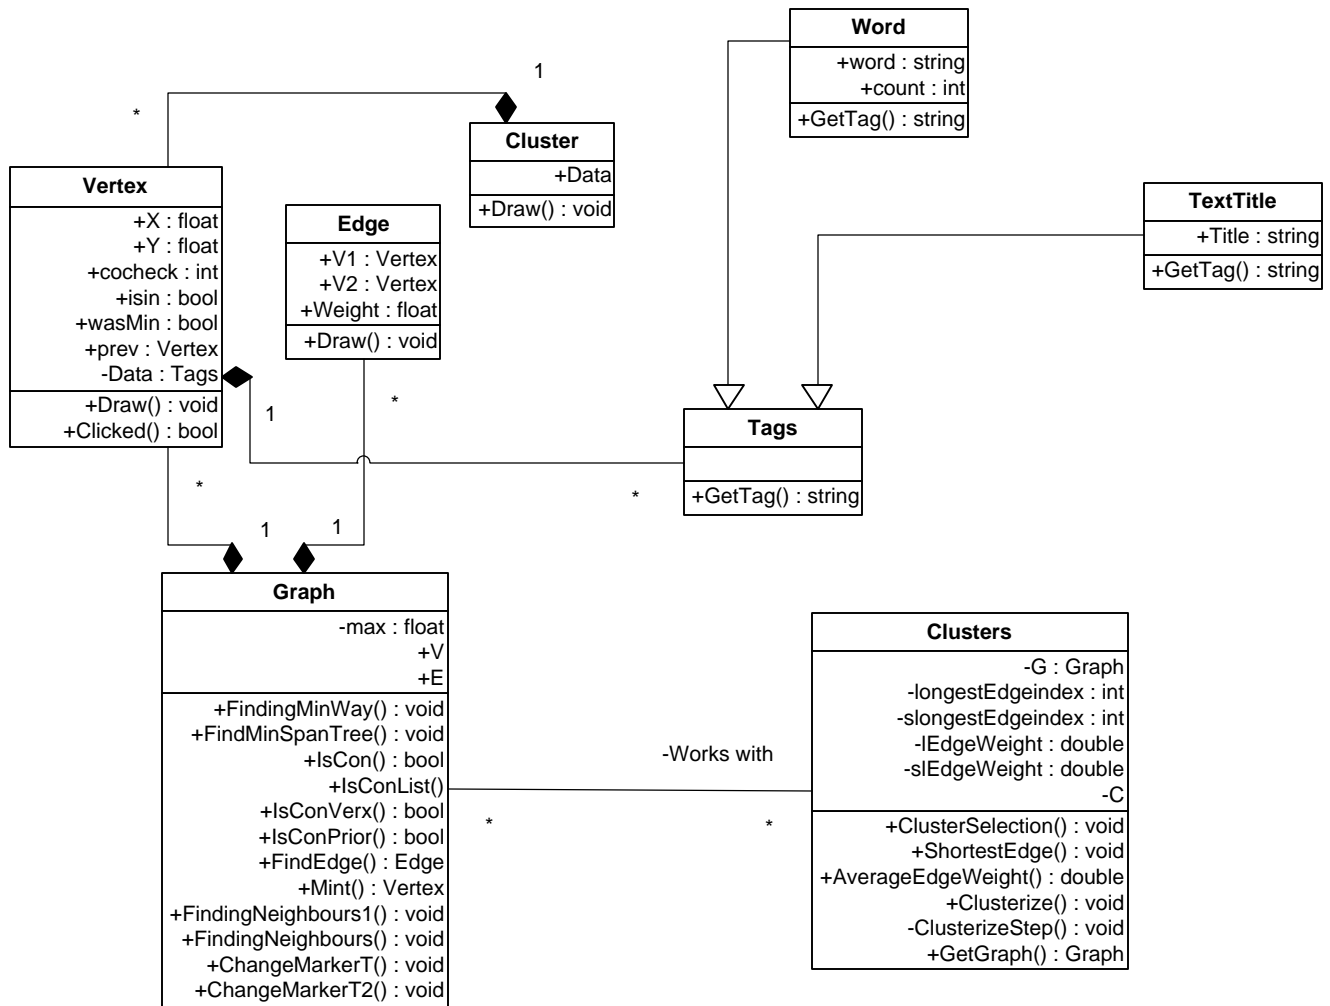 Word
+word : string
+count : int
+GetTag() : string
1
*
Cluster
+Data
+Draw() : void
Vertex
+X : float
+Y : float
+cocheck : int
+isin : bool
+wasMin : bool
+prev : Vertex
-Data : Tags
+Draw() : void
+Clicked() : bool
Edge
+V1 : Vertex
+V2 : Vertex
+Weight : float
+Draw() : void
TextTitle
+Title : string
+GetTag() : string
1
*
Tags
+GetTag() : string
*
*
1
1
Graph
-max : float
+V
+E
+FindingMinWay() : void
+FindMinSpanTree() : void
+IsCon() : bool
+IsConList()
+IsConVerx() : bool
+IsConPrior() : bool
+FindEdge() : Edge
+Mint() : Vertex
+FindingNeighbours1() : void
+FindingNeighbours() : void
+ChangeMarkerT() : void
+ChangeMarkerT2() : void
-Works with
*
*
Clusters
-G : Graph
-longestEdgeindex : int
-slongestEdgeindex : int
-lEdgeWeight : double
-slEdgeWeight : double
-C
+ClusterSelection() : void
+ShortestEdge() : void
+AverageEdgeWeight() : double
+Clusterize() : void
-ClusterizeStep() : void
+GetGraph() : Graph